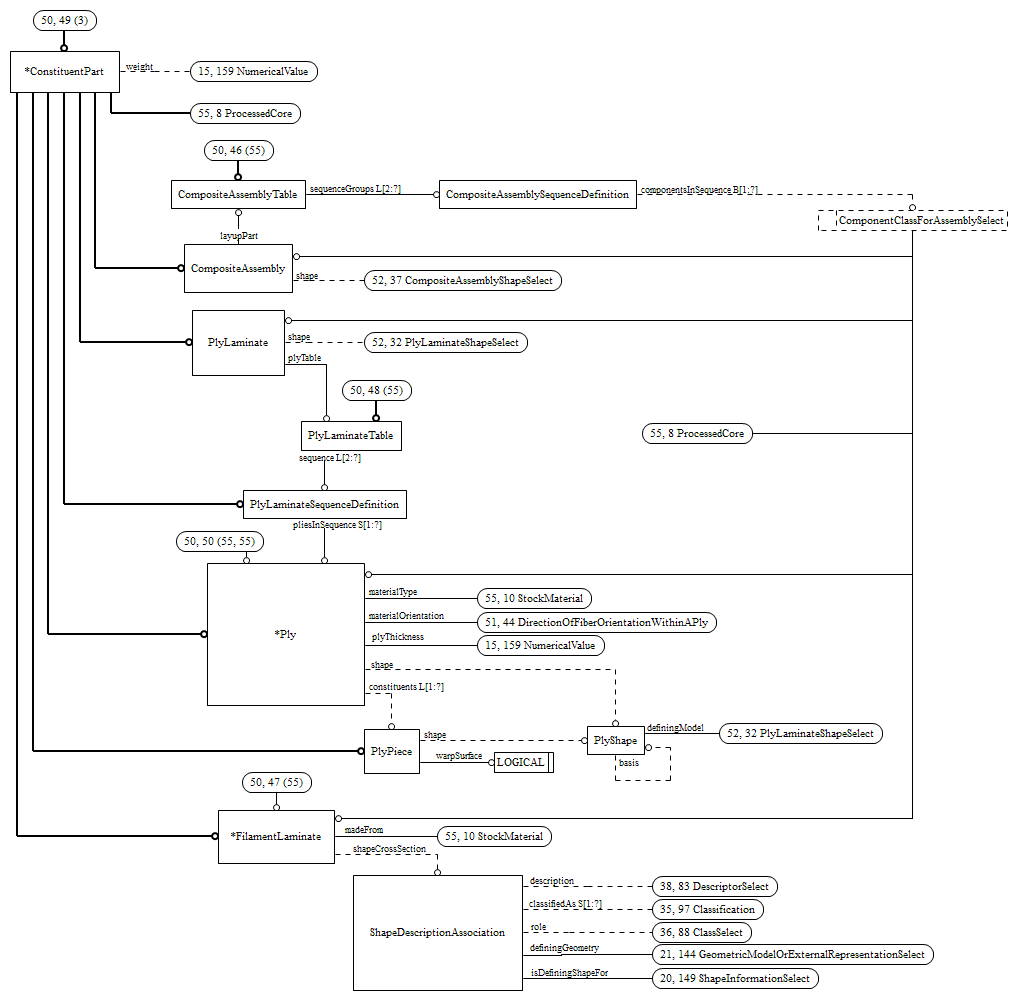 50, 49 (3)
*ConstituentPart
weight
15, 159 NumericalValue
55, 8 ProcessedCore
50, 46 (55)
CompositeAssemblyTable
sequenceGroups L[2:?]
CompositeAssemblySequenceDefinition
componentsInSequence B[1:?]
ComponentClassForAssemblySelect
layupPart
CompositeAssembly
shape
52, 37 CompositeAssemblyShapeSelect
PlyLaminate
shape
52, 32 PlyLaminateShapeSelect
plyTable
50, 48 (55)
PlyLaminateTable
55, 8 ProcessedCore
sequence L[2:?]
PlyLaminateSequenceDefinition
pliesInSequence S[1:?]
50, 50 (55, 55)
*Ply
materialType
55, 10 StockMaterial
materialOrientation
51, 44 DirectionOfFiberOrientationWithinAPly
plyThickness
15, 159 NumericalValue
shape
constituents L[1:?]
PlyPiece
shape
warpSurface
LOGICAL
PlyShape
definingModel
52, 32 PlyLaminateShapeSelect
basis
50, 47 (55)
*FilamentLaminate
madeFrom
55, 10 StockMaterial
shapeCrossSection
ShapeDescriptionAssociation
description
38, 83 DescriptorSelect
classifiedAs S[1:?]
35, 97 Classification
role
36, 88 ClassSelect
definingGeometry
21, 144 GeometricModelOrExternalRepresentationSelect
isDefiningShapeFor
20, 149 ShapeInformationSelect